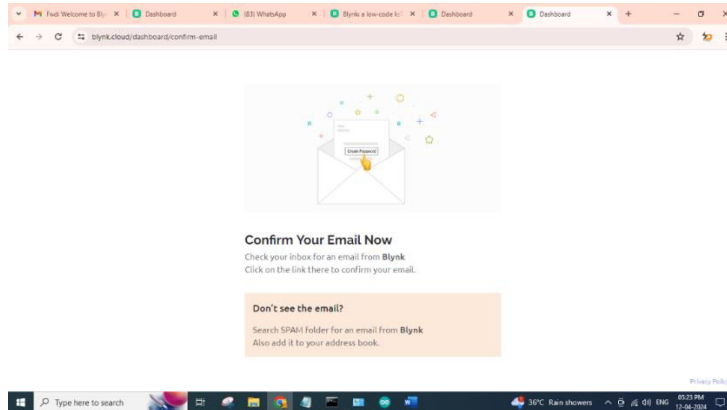 Fwd: Welcome to Bly
Dashboard
(83) WhatsApp
Blynk: a low-code IoT
Dashboard
Dashboard
blynk.cloud/dashboard/confirm-email
Create Password
Confirm Your Email Now
Check your inbox for an email from Blynk
Click on the link there to confirm your email.
Don't see the email?
Search SPAM folder for an email from Blynk
Also add it to your address book.
Privacy Policy
Type here to search
36°C Rain showers
ENG
05:23 PM
12-04-2024